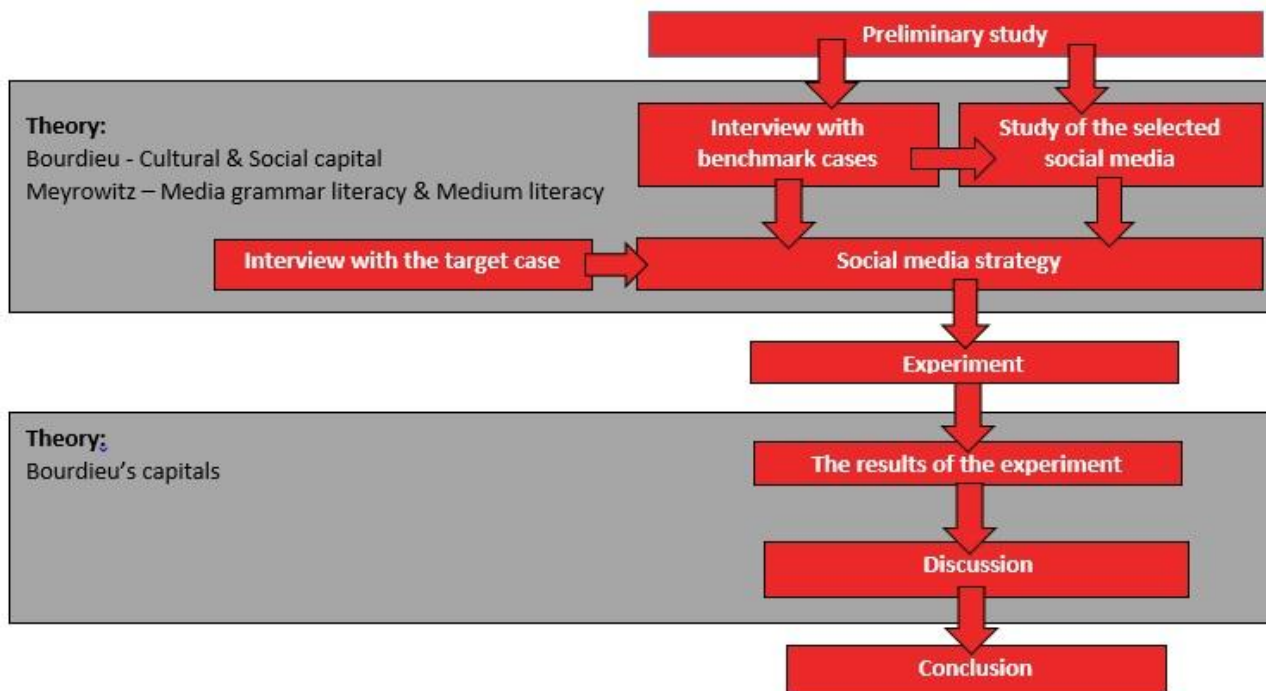 Preliminary study
Theory:
Bourdieu - Cultural & Social capital
Meyrowitz – Media grammar literacy & Medium literacy
Interview with
benchmark cases
Study of the selected
social media
Interview with the target case
Social media strategy
Experiment
Theory:
Bourdieu's capitals
The results of the experiment
Discussion
Conclusion